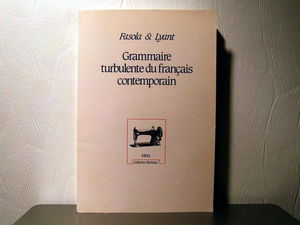 Fasola & Lyant
Grammaire
turbulente du français
contemporain